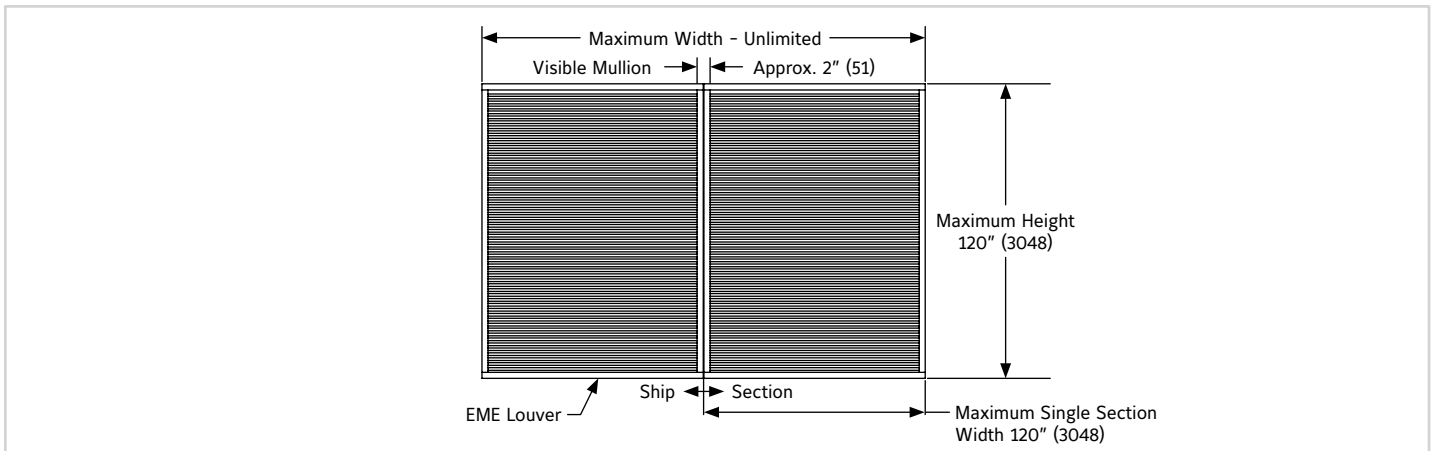 Maximum Width - Unlimited
Visible Mullion
Approx. 2" (51)
Maximum Height
120" (3048)
Ship
Section
EME Louver
Maximum Single Section
Width 120" (3048)